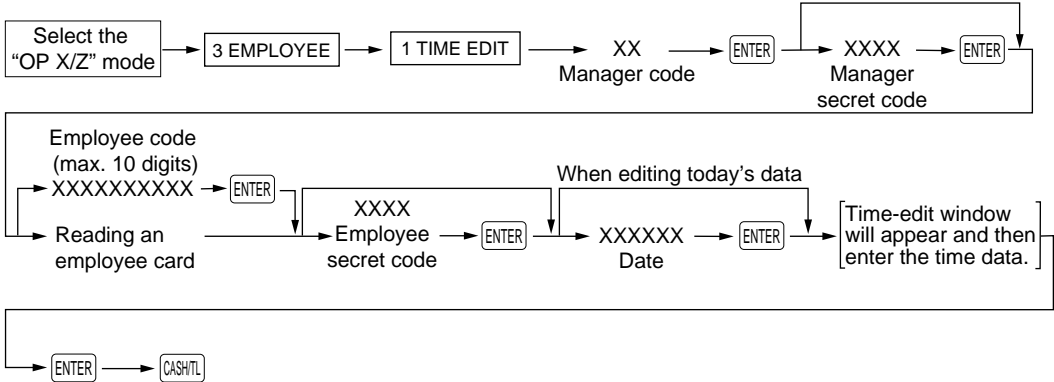 Select the
“OP X/Z” mode
3 EMPLOYEE
1 TIME EDIT
XX
Manager code
ENTER
XXXX
Manager
secret code
ENTER
Employee code
(max. 10 digits)
XXXXXXXXXX
ENTER
Reading an
employee card
XXXX
Employee
secret code
ENTER
When editing today’s data
XXXXXX
Date
ENTER
Time-edit window
will appear and then
enter the time data.
ENTER
CASH/TL